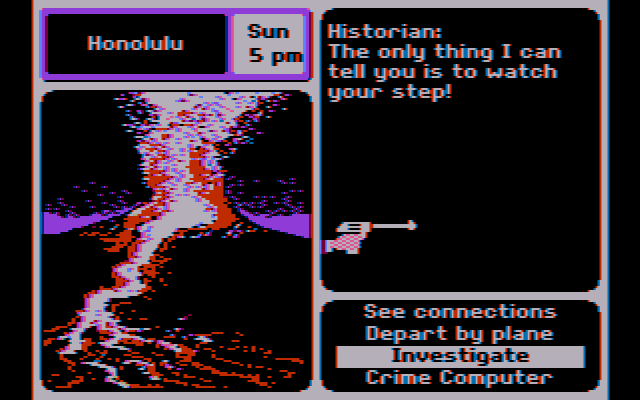 Honolulu
Sun
5 pm
Historian:
The only thing I can
tell you is to watch
your step!
See connections
Depart by plane
Investigate
Crime Computer